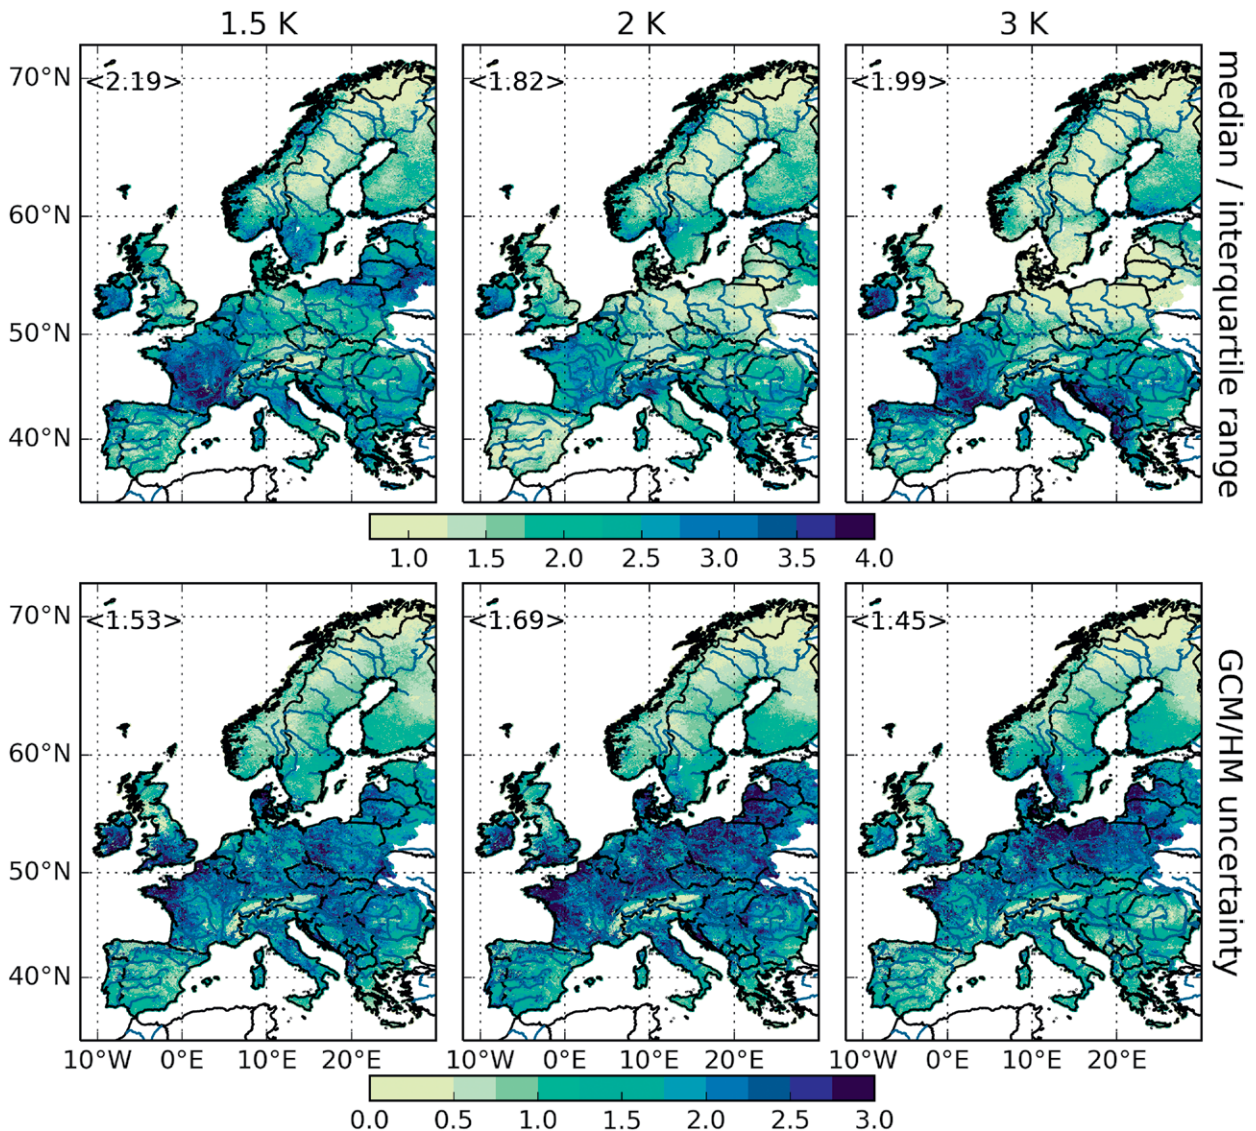 1.5 K 2 K 3 K
70°N <2.19> <1.82> <1.99>
60°N
50°N
40°N
median / interquartile range
1.0 1.5 2.0 2.5 3.0 3.5 4.0
70°N <1.53> <1.69> <1.45>
60°N
50°N
40°N
GCM/HM uncertainty
10°W 0°E 10°E 20°E 10°W 0°E 10°E 20°E 10°W 0°E 10°E 20°E
0.0 0.5 1.0 1.5 2.0 2.5 3.0